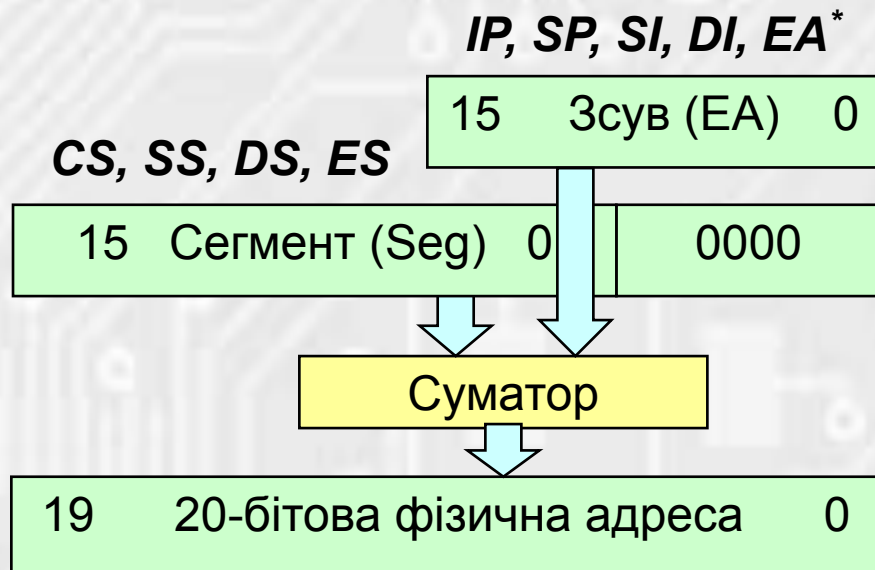 IP, SP, SI, DI, EA*
15 Зсув (EA) 0
CS, SS, DS, ES
15 Сегмент (Seg) 0 0000
Суматор
19 20-бітова фізична адреса 0